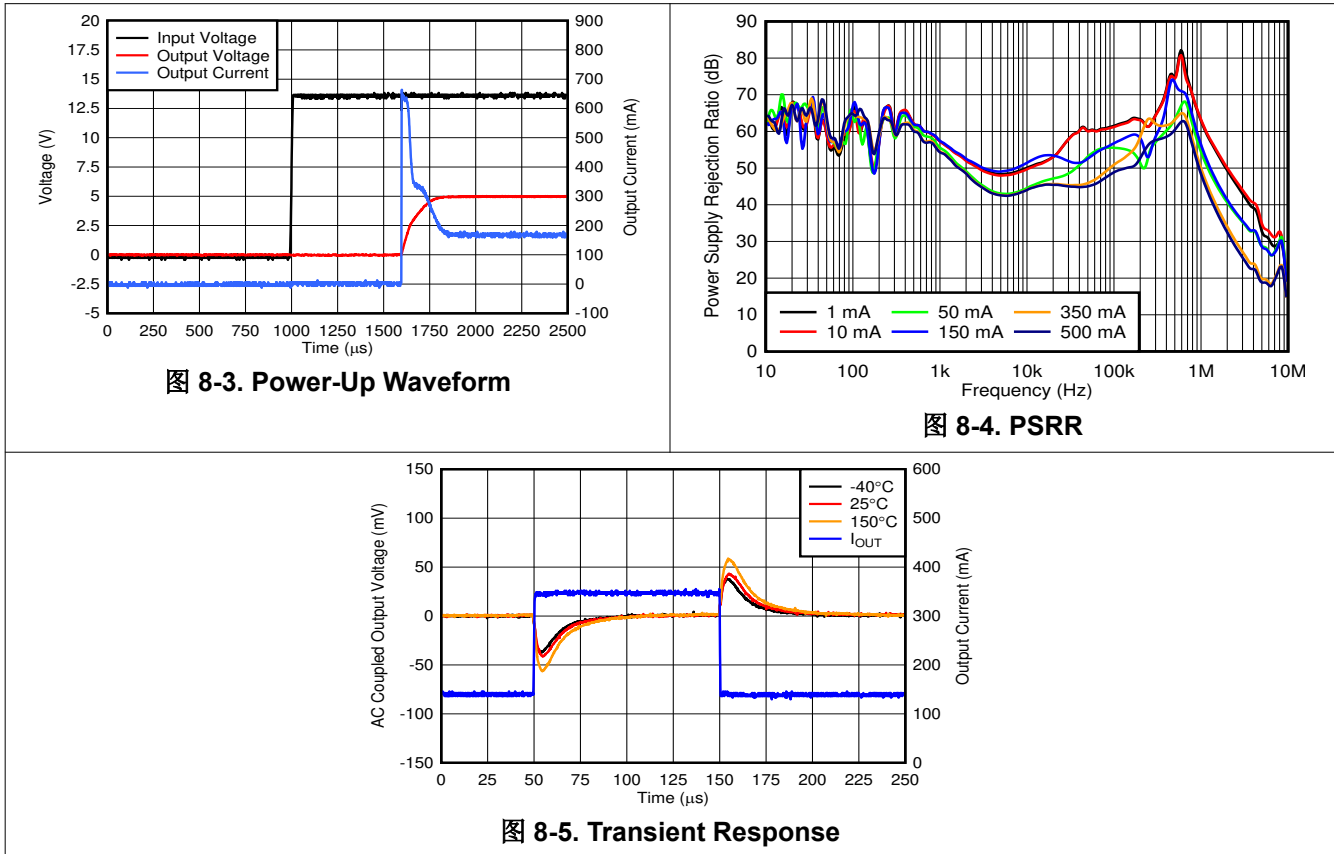 20
17.5
15
12.5
10
7.5
5
2.5
0
-2.5
-5
Voltage (V)
Input Voltage
Output Voltage
Output Current
900
800
700
600
500
400
300
200
100
0
-100
Output Current (mA)
0 250 500 750 1000 1250 1500 1750 2000 2250 2500
Time (μs)
图 8-3. Power-Up Waveform
90
80
70
60
50
40
30
20
10
0
Power Supply Rejection Ratio (dB)
1 mA 50 mA 350 mA
10 mA 150 mA 500 mA
10 100 1k 10k 100k 1M 10M
Frequency (Hz)
图 8-4. PSRR
150
100
50
0
-50
-100
-150
AC Coupled Output Voltage (mV)
-40°C
25°C
150°C
IOUT
600
500
400
300
200
100
0
Output Current (mA)
0 25 50 75 100 125 150 175 200 225 250
Time (μs)
图 8-5. Transient Response